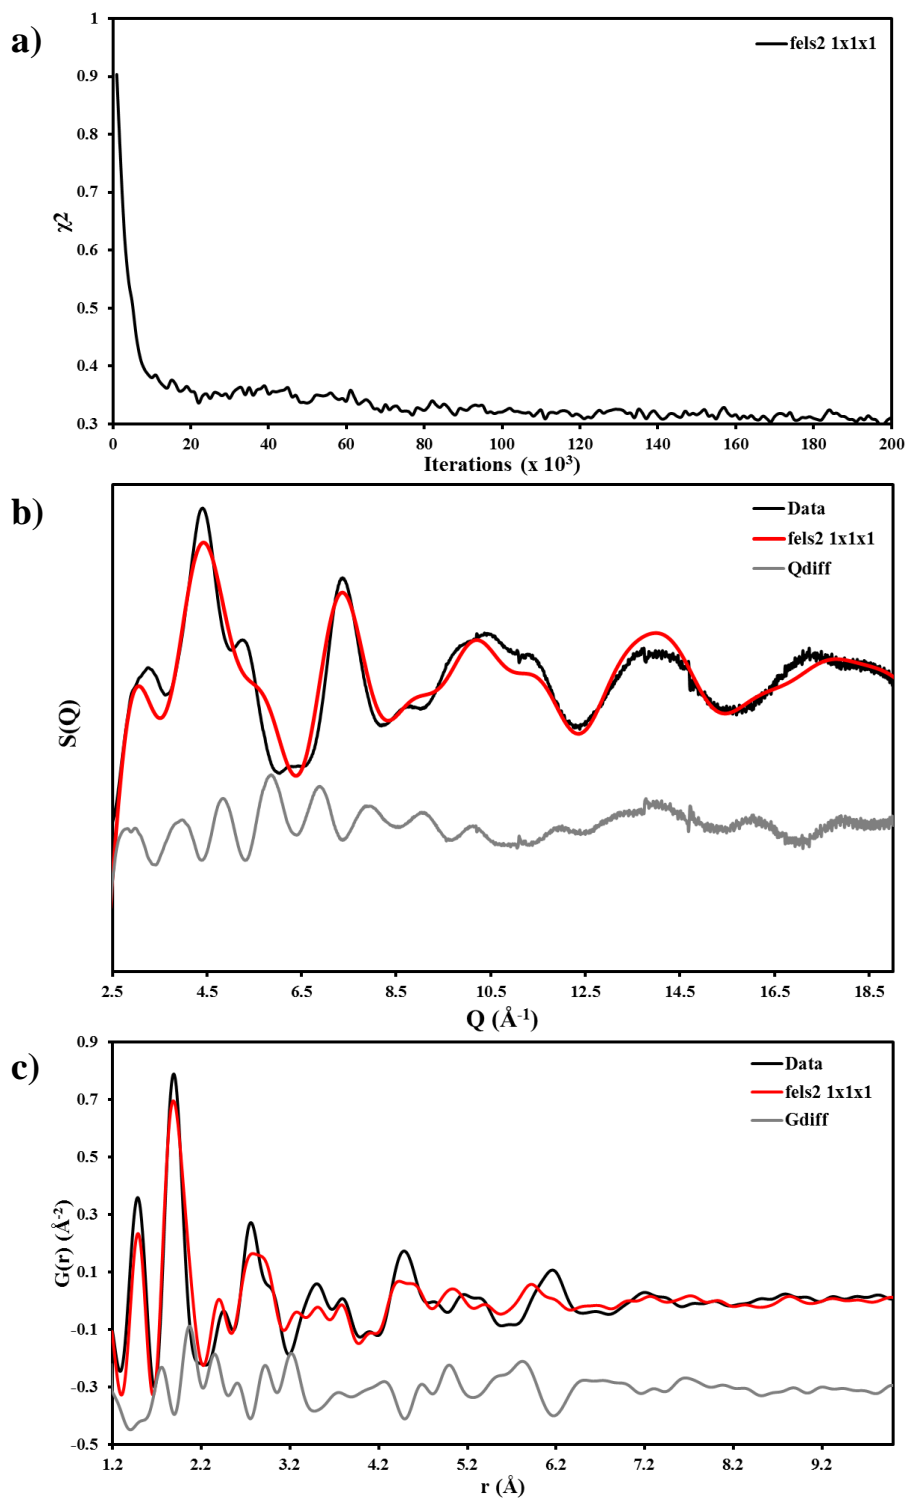 a)
1
0.9
0.8
0.7
0.6
0.5
0.4
0.3
χ2
fels2 1x1x1
0 20 40 60 80 100 120 140 160 180 200
Iterations (x 10³)
b)
S(Q)
Data
fels2 1x1x1
Qdiff
2.5 4.5 6.5 8.5 10.5 12.5 14.5 16.5 18.5
Q (Å⁻¹)
c)
0.9
0.7
0.5
0.3
0.1
-0.1
-0.3
-0.5
G(r) (Å⁻²)
Data
fels2 1x1x1
Gdiff
1.2 2.2 3.2 4.2 5.2 6.2 7.2 8.2 9.2
r (Å)